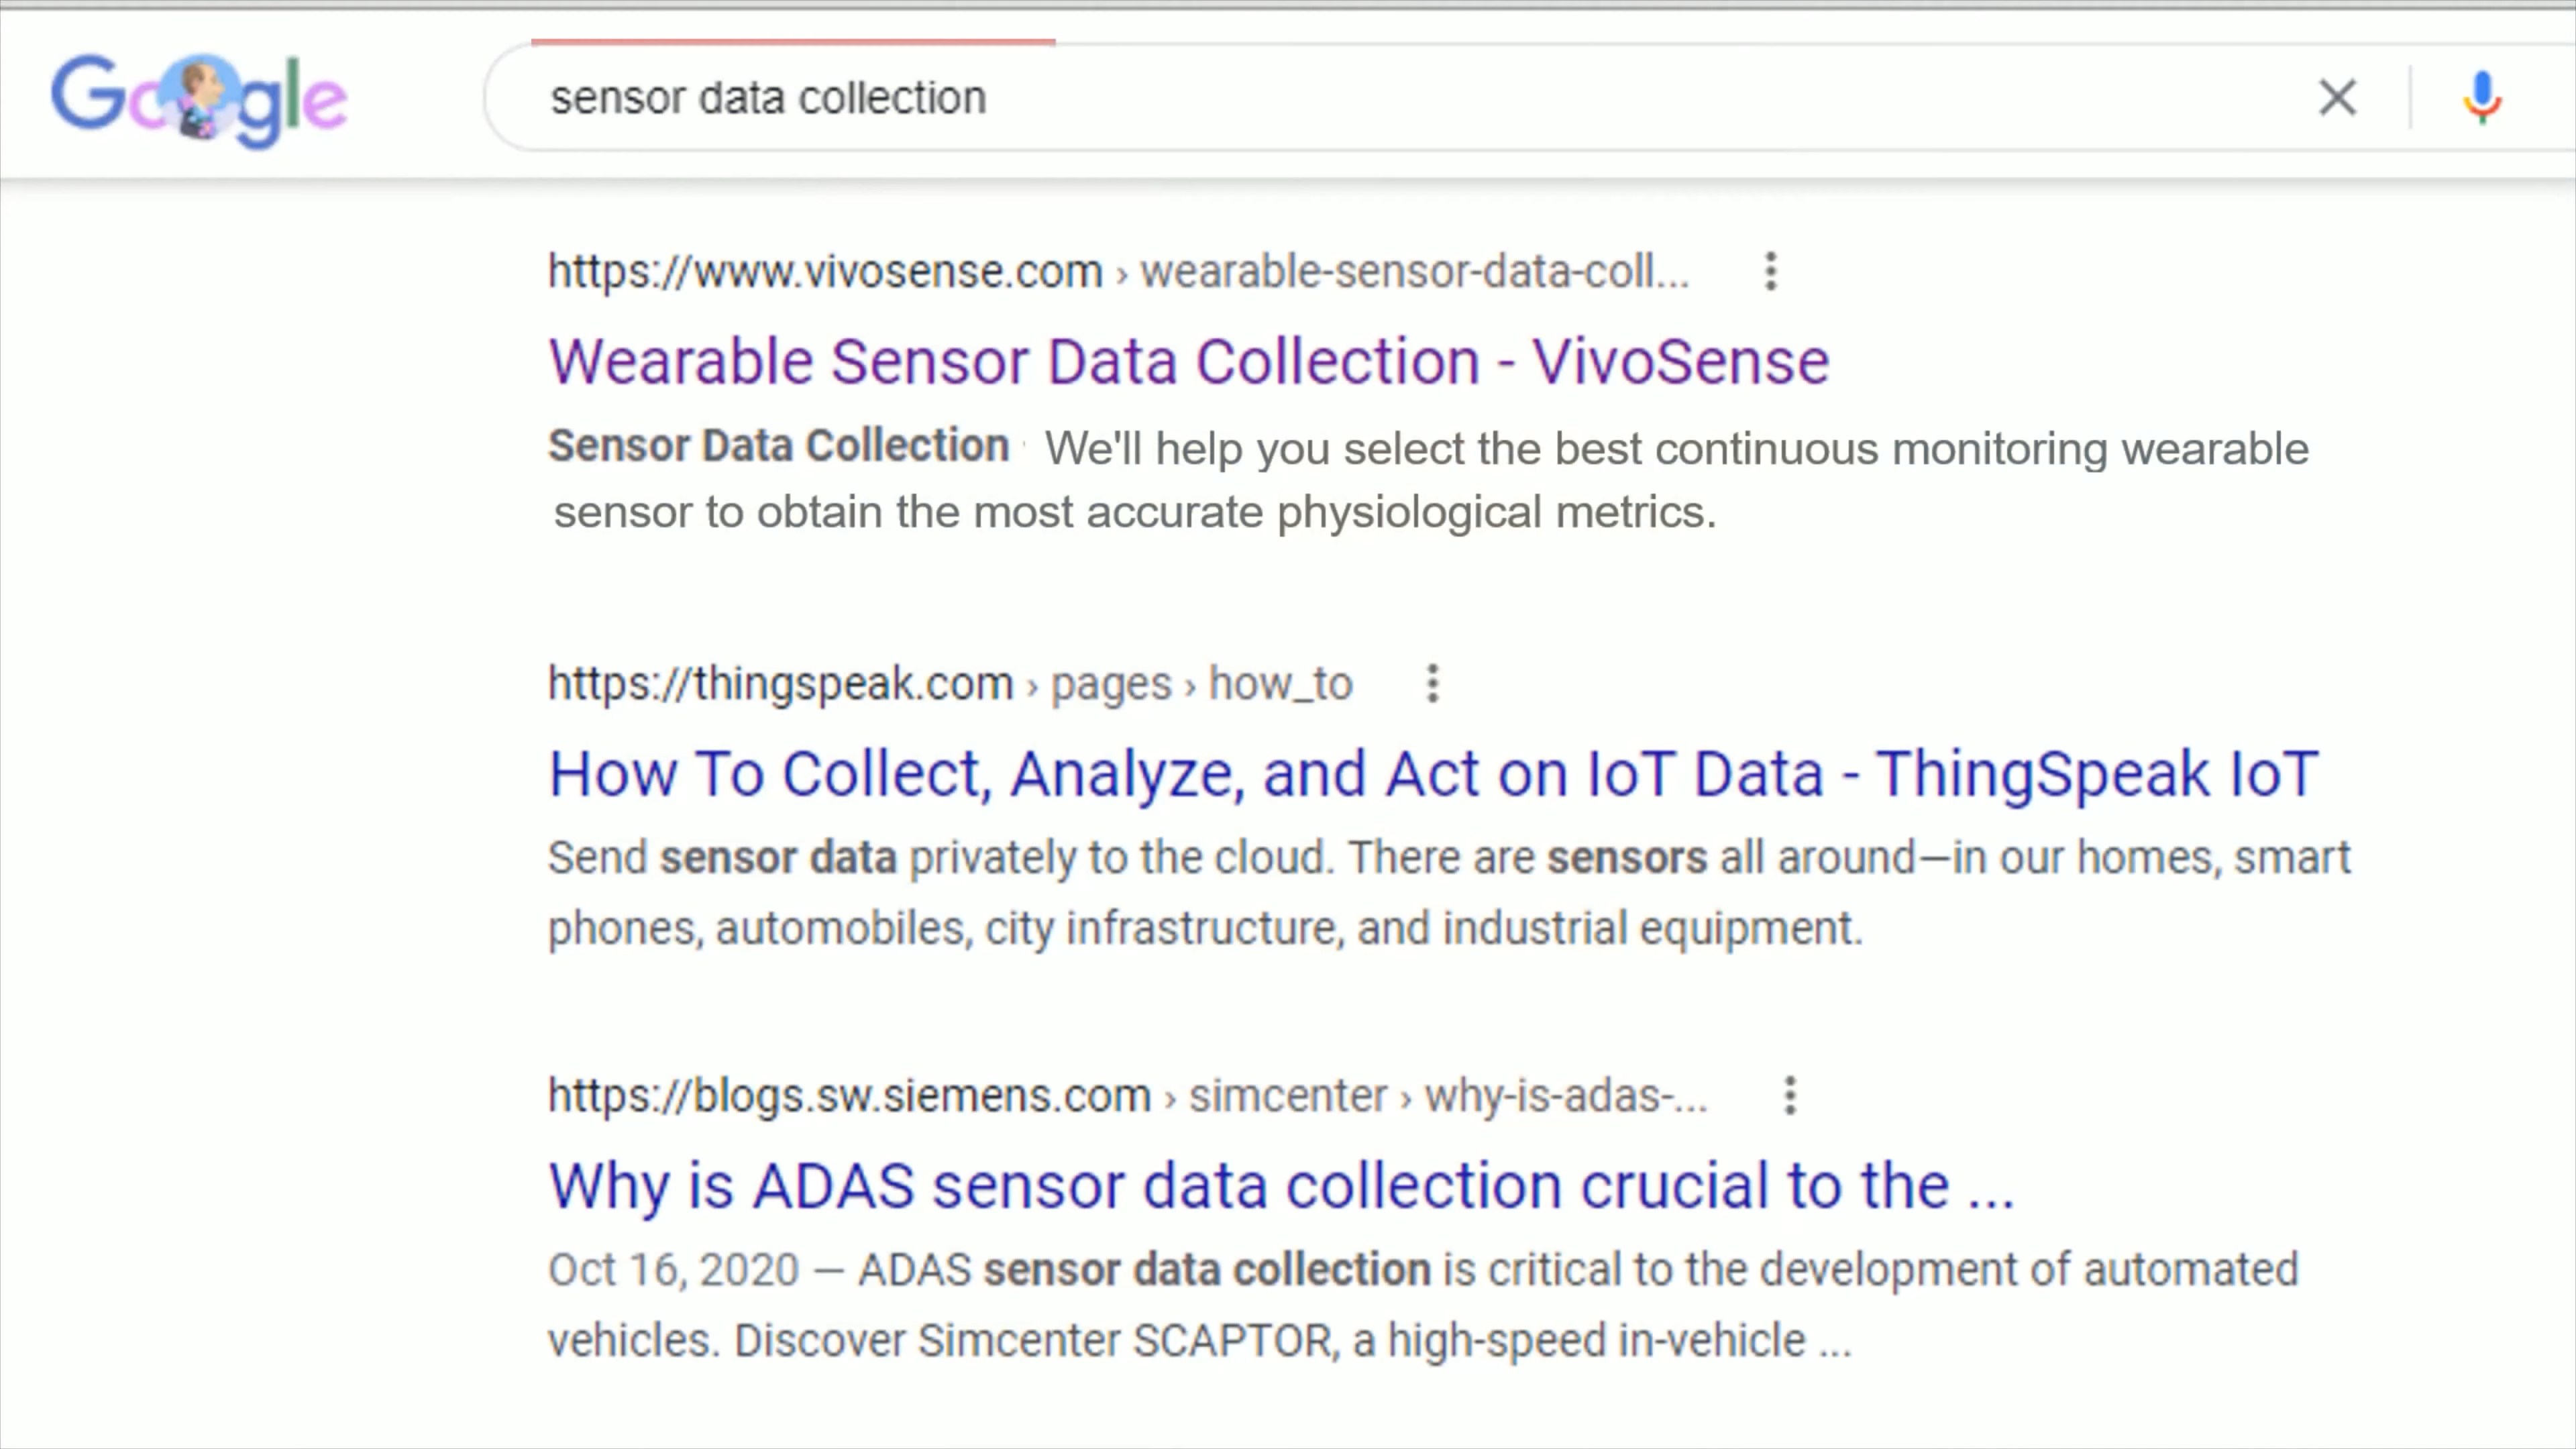 Google
sensor data collection
https://www.vivosense.com › wearable-sensor-data-coll...
Wearable Sensor Data Collection - VivoSense
Sensor Data Collection We'll help you select the best continuous monitoring wearable
sensor to obtain the most accurate physiological metrics.
https://thingspeak.com › pages › how_to
How To Collect, Analyze, and Act on IoT Data - ThingSpeak IoT
Send sensor data privately to the cloud. There are sensors all around—in our homes, smart
phones, automobiles, city infrastructure, and industrial equipment.
https://blogs.sw.siemens.com › simcenter › why-is-adas-...
Why is ADAS sensor data collection crucial to the ...
Oct 16, 2020 — ADAS sensor data collection is critical to the development of automated
vehicles. Discover Simcenter SCAPTOR, a high-speed in-vehicle ...